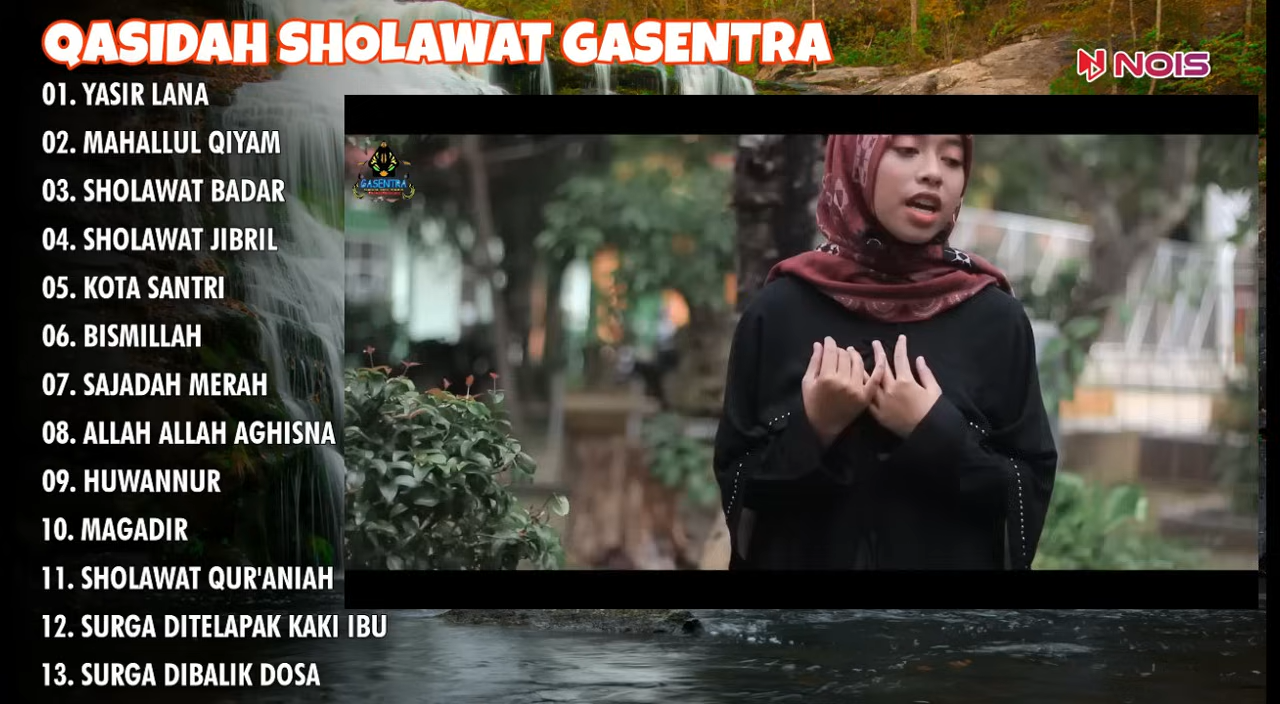 QASIDAH SHOLAWAT GASENTRA
NOIS
01. YASIR LANA
02. MAHALLUL QIYAM
03. SHOLAWAT BADAR
04. SHOLAWAT JIBRIL
05. KOTA SANTRI
06. BISMILLAH
07. SAJADAH MERAH
08. ALLAH ALLAH AGHISNA
09. HUWANNUR
10. MAGADIR
11. SHOLAWAT QUR'ANIAH
12. SURGA DITELAPAK KAKI IBU
13. SURGA DIBALIK DOSA
GASENTRA